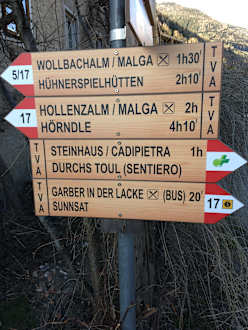 5/17
WOLLBACHALM / MALGA 1h30'
HÜHNERSPIELHÜTTEN 2h10'
TVA
17
HOLLENZALM / MALGA 2h
HÖRNDLE 4h10'
TVA
TVA
STEINHAUS / CADIPIETRA 1h
DURCHS TOUL (SENTIERO)
TVA
GARBER IN DER LACKE (BUS) 20'
SUNNSAT
17